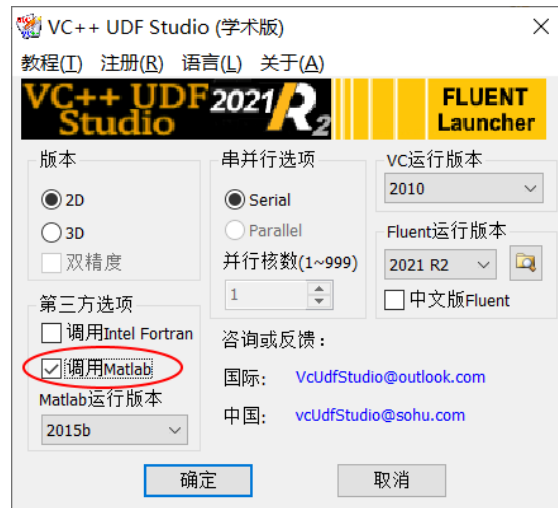 VC++ UDF Studio (学术版)
教程(T) 注册(R) 语言(L) 关于(A)
VC++ UDF 2021 R2
Studio
FLUENT
Launcher
版本
2D
3D
双精度
串并行选项
Serial
Parallel
并行核数(1~999)
1
VC运行版本
2010
Fluent运行版本
2021 R2
中文版Fluent
第三方选项
调用Intel Fortran
调用Matlab
Matlab运行版本
2015b
咨询或反馈：
国际: VcUdfStudio@outlook.com
中国: vcUdfStudio@sohu.com
确定
取消